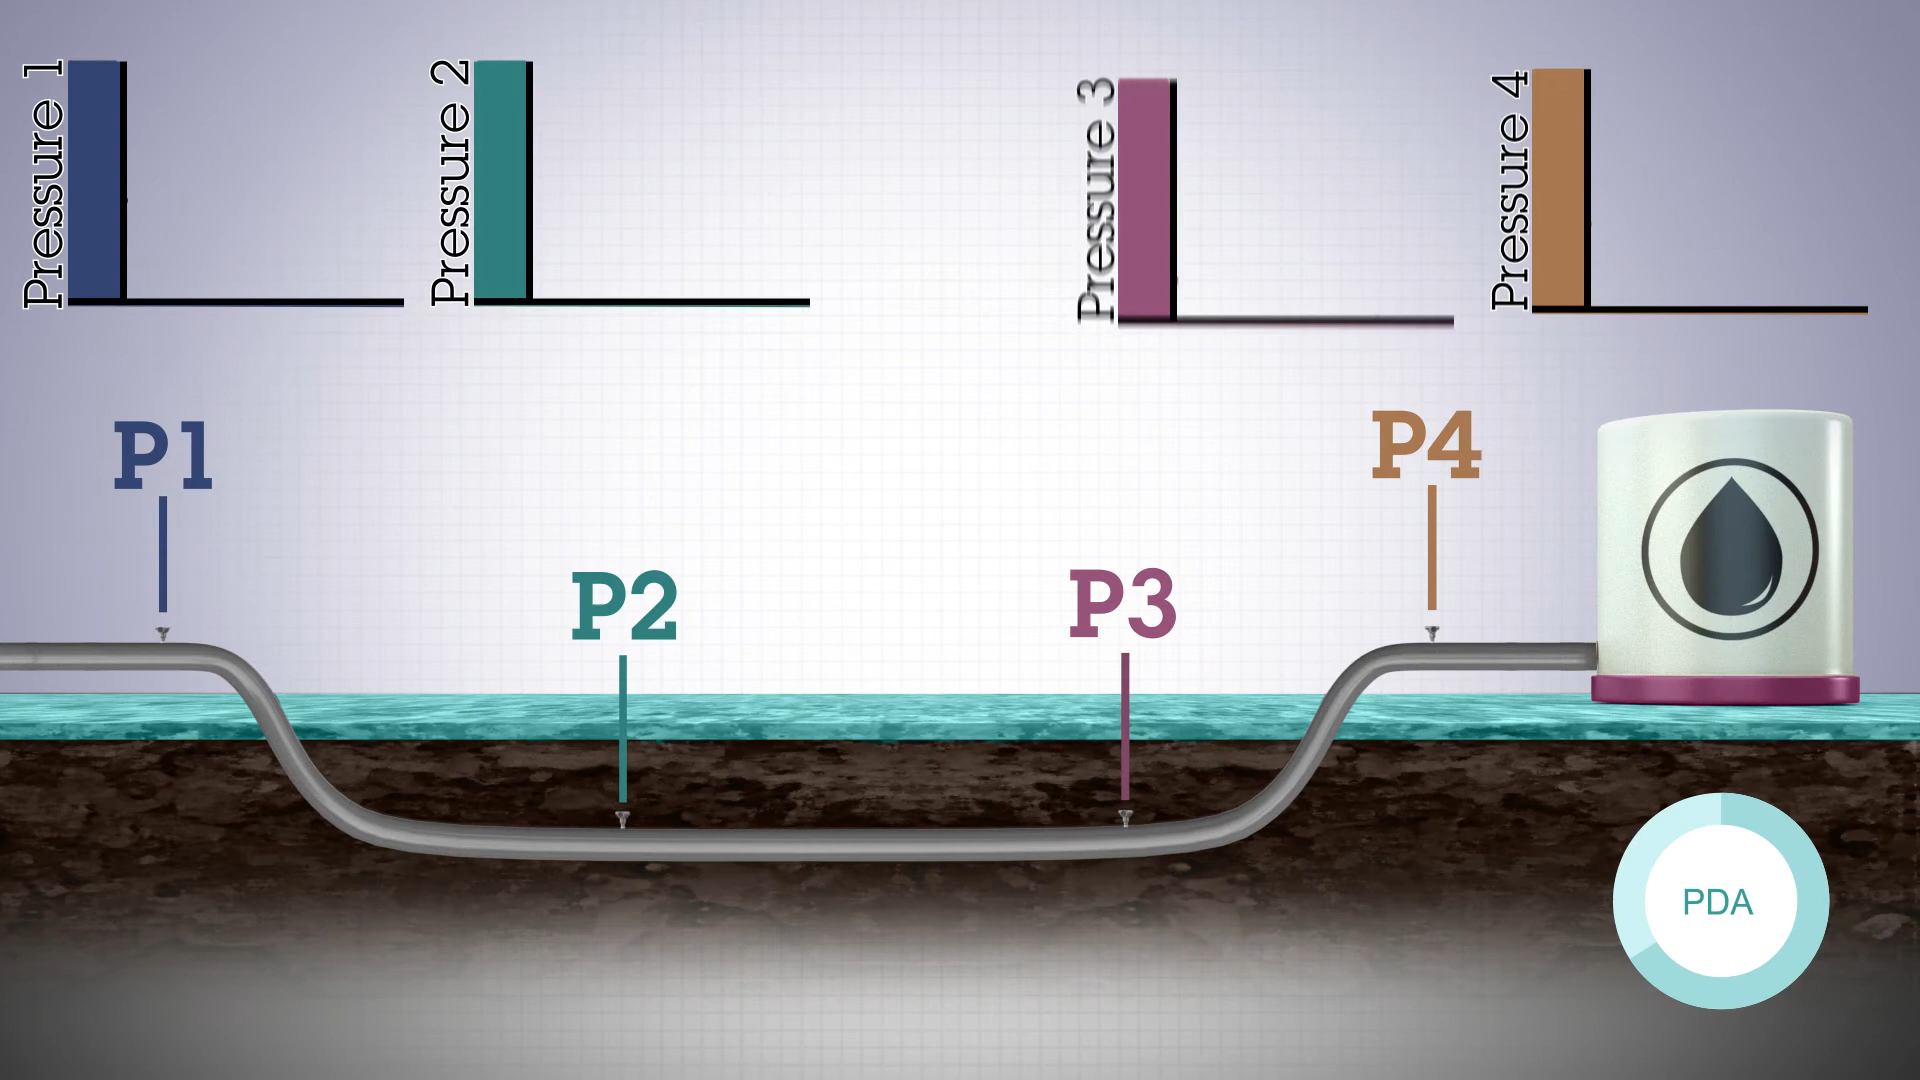 Pressure 1
Pressure 2
Pressure 3
Pressure 4
P1
P2
P3
P4
PDA